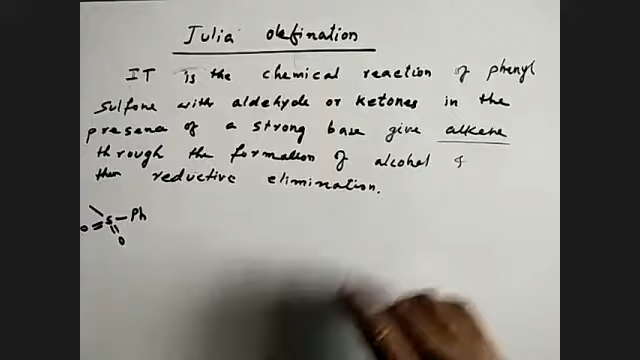 Julia olefination
IT is the chemical reaction of phenyl
sulfone with aldehyde or ketones in the
presena of a strong base give alkene
through the formation of alcohol &
then reductive elimination.
S-Ph
O=
O